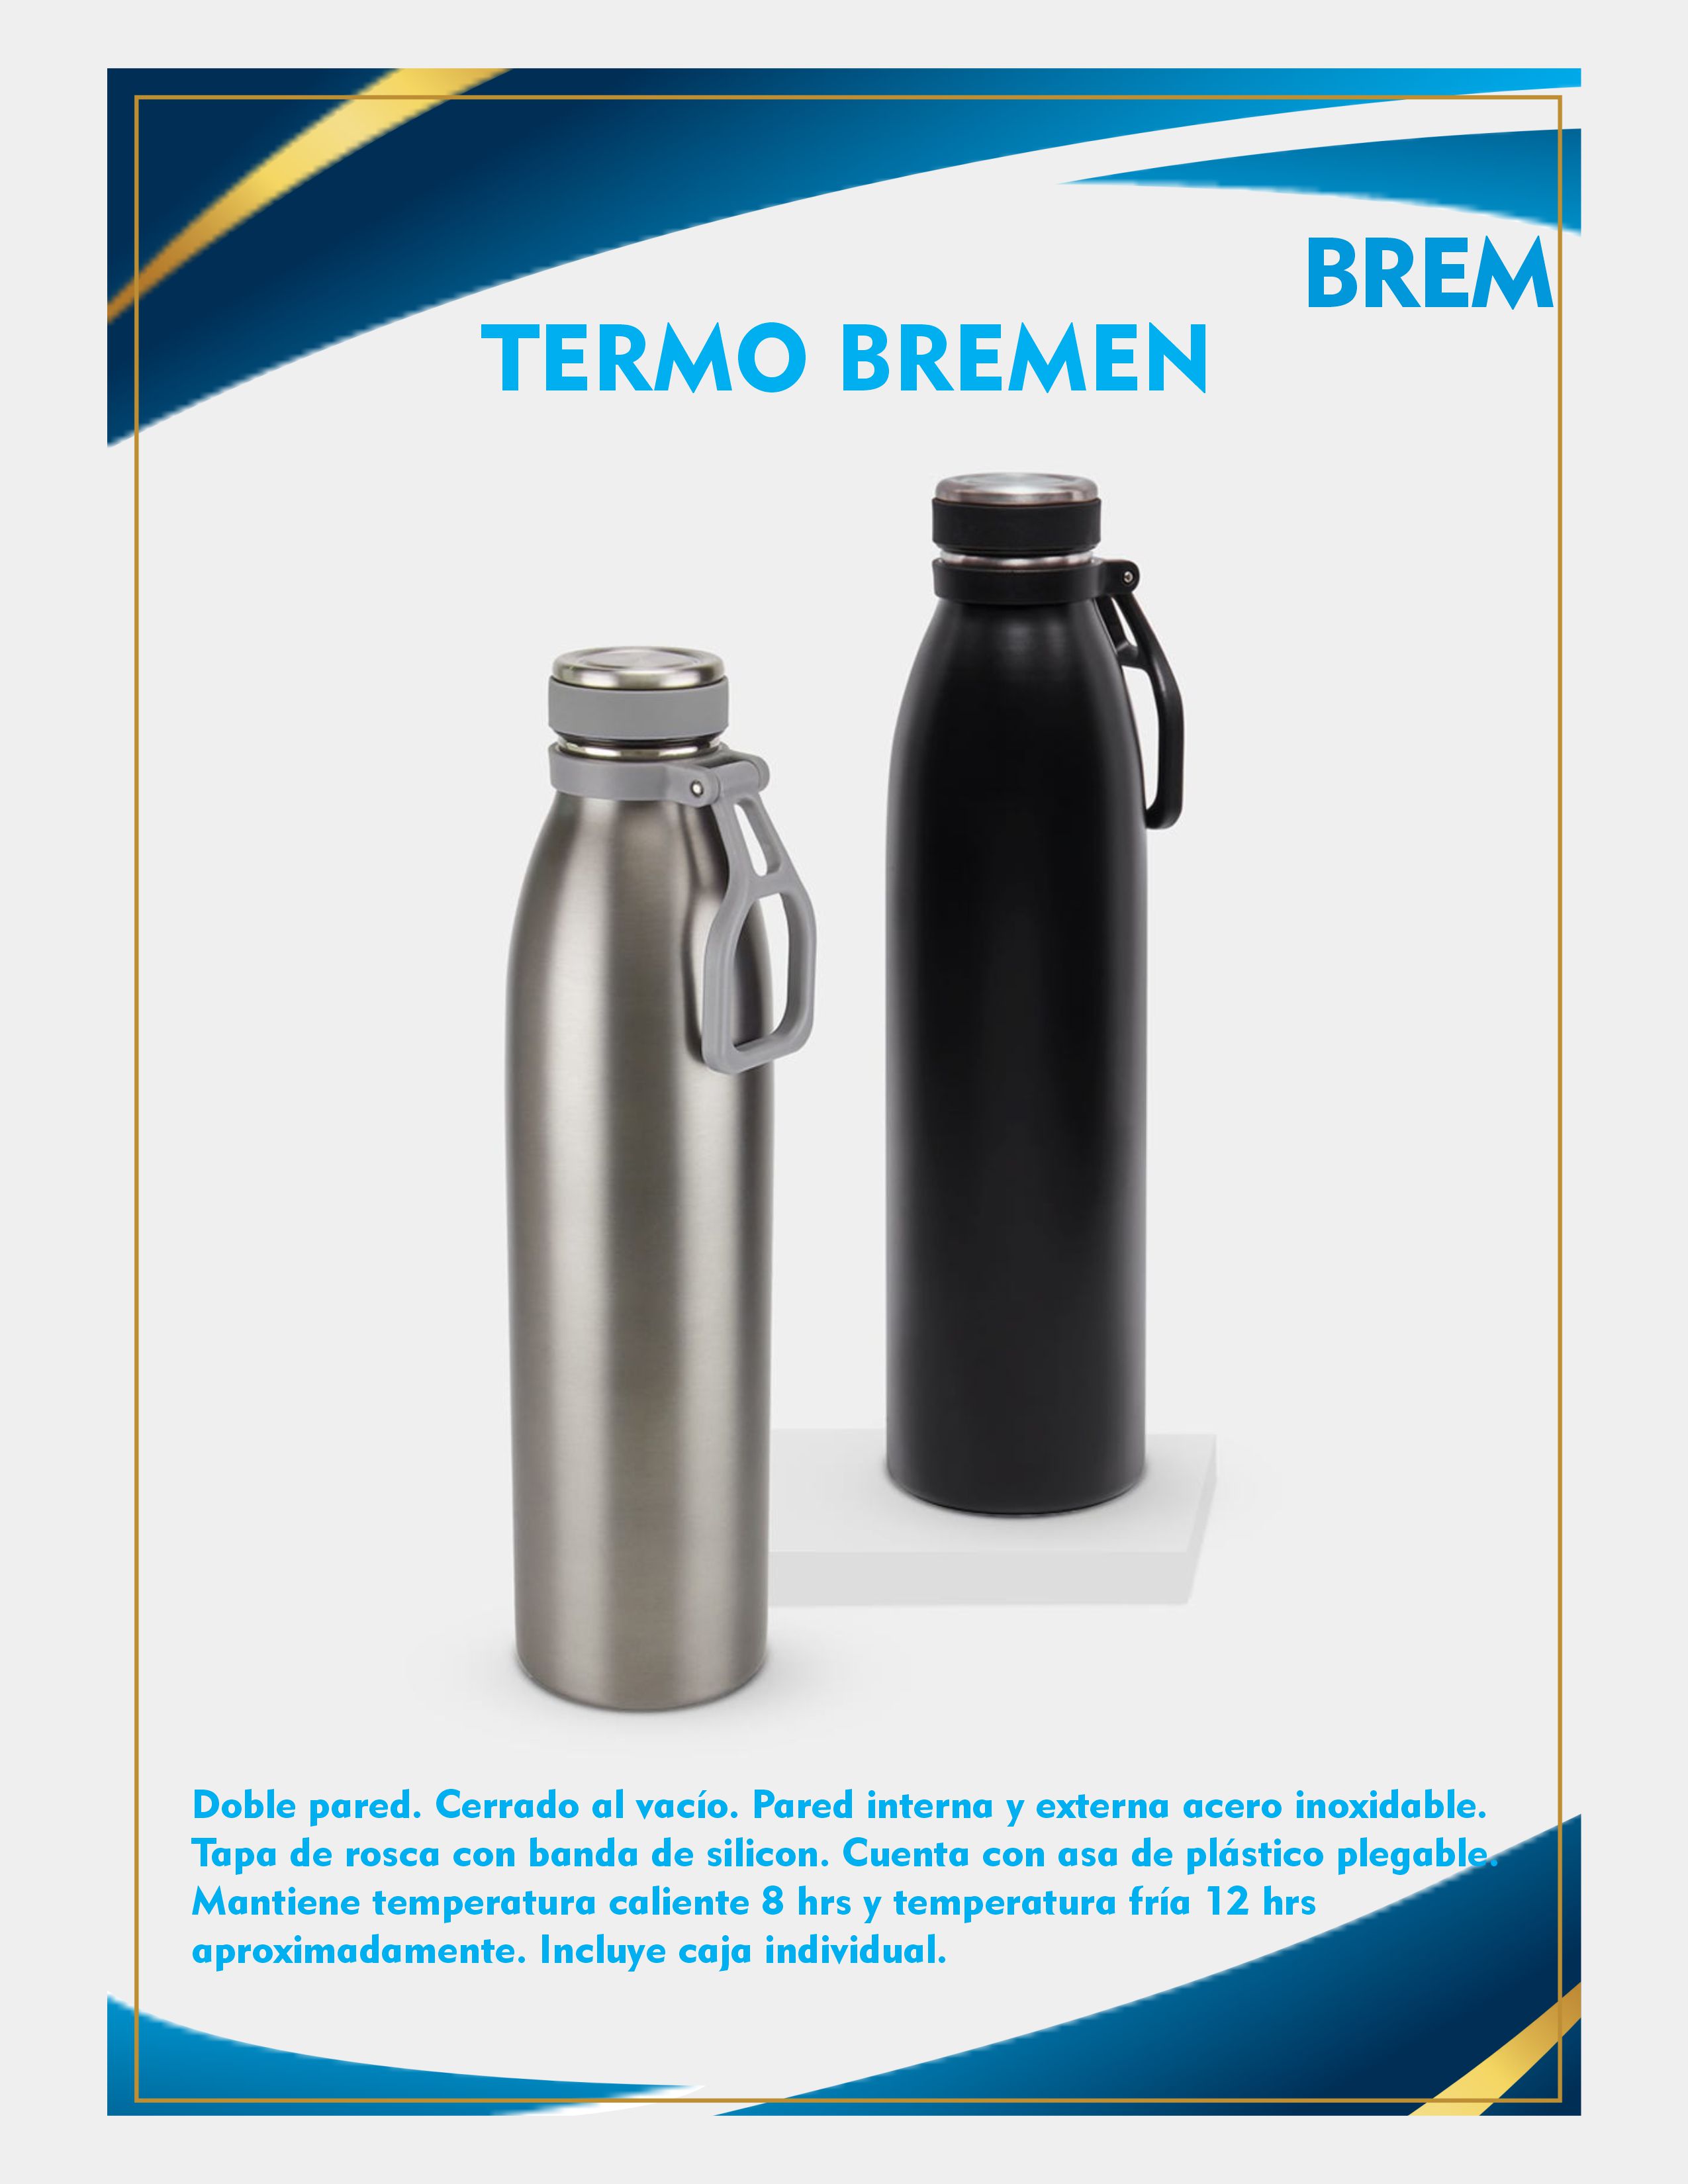 BREM
TERMO BREMEN
Doble pared. Cerrado al vacío. Pared interna y externa acero inoxidable.
Tapa de rosca con banda de silicon. Cuenta con asa de plástico plegable.
Mantiene temperatura caliente 8 hrs y temperatura fría 12 hrs
aproximadamente. Incluye caja individual.